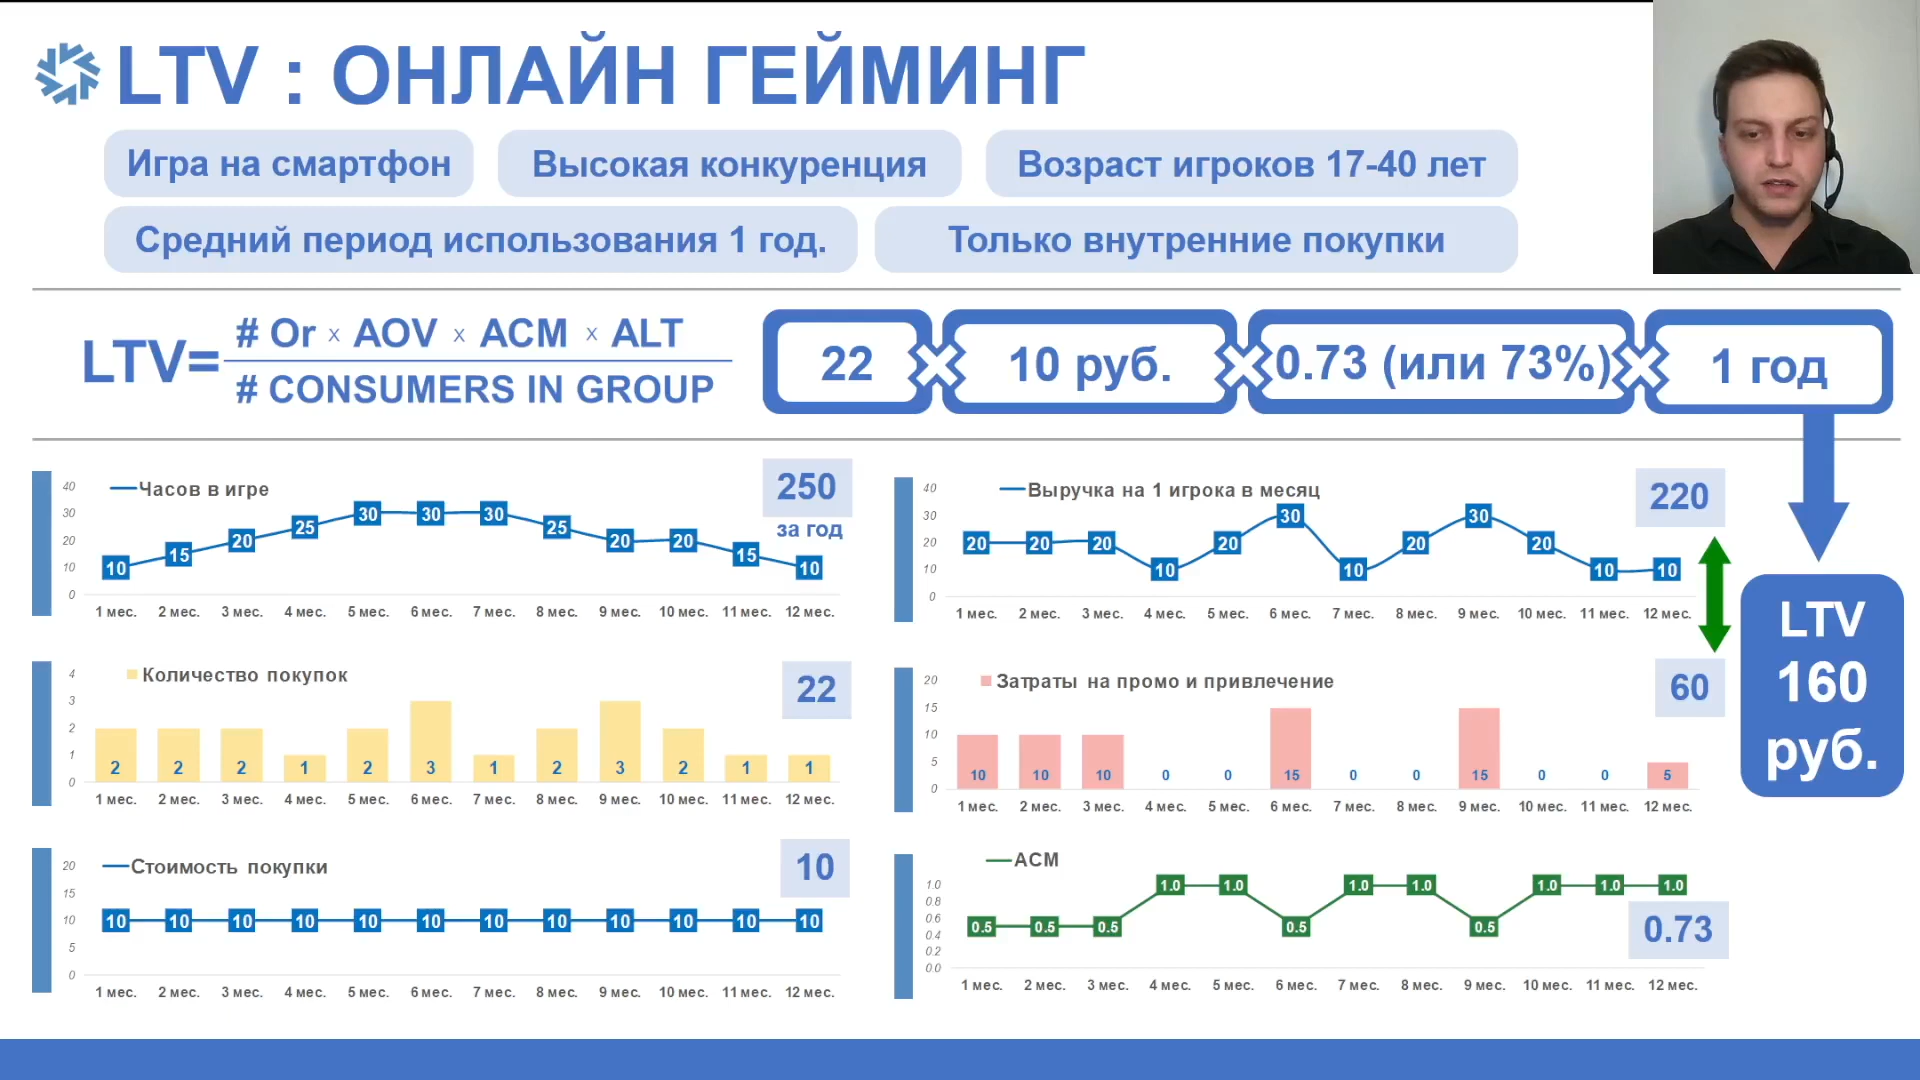 LTV : ОНЛАЙН ГЕЙМИНГ
Игра на смартфон
Высокая конкуренция
Возраст игроков 17-40 лет
Средний период использования 1 год.
Только внутренние покупки
LTV=
# Or x AOV x ACM x ALT
# CONSUMERS IN GROUP
22
10 руб.
0.73 (или 73%)
1 год
Часов в игре
250
за год
40
30
20
10
0
10 15 20 25 30 30 30 25 20 20 15 10
1 мес. 2 мес. 3 мес. 4 мес. 5 мес. 6 мес. 7 мес. 8 мес. 9 мес. 10 мес. 11 мес. 12 мес.
Выручка на 1 игрока в месяц
220
40
30
20
10
0
20 20 20 10 20 30 10 20 30 20 10 10
1 мес. 2 мес. 3 мес. 4 мес. 5 мес. 6 мес. 7 мес. 8 мес. 9 мес. 10 мес. 11 мес. 12 мес.
LTV
160
руб.
Количество покупок
22
4
3
2
1
0
2 2 2 1 2 3 1 2 3 2 1 1
1 мес. 2 мес. 3 мес. 4 мес. 5 мес. 6 мес. 7 мес. 8 мес. 9 мес. 10 мес. 11 мес. 12 мес.
Затраты на промо и привлечение
60
20
15
10
5
0
10 10 10 0 0 15 0 0 15 0 0 5
1 мес. 2 мес. 3 мес. 4 мес. 5 мес. 6 мес. 7 мес. 8 мес. 9 мес. 10 мес. 11 мес. 12 мес.
Стоимость покупки
10
20
15
10
5
0
10 10 10 10 10 10 10 10 10 10 10 10
1 мес. 2 мес. 3 мес. 4 мес. 5 мес. 6 мес. 7 мес. 8 мес. 9 мес. 10 мес. 11 мес. 12 мес.
ACM
1.0
0.8
0.6
0.4
0.2
0.0
0.5 0.5 0.5 1.0 1.0 0.5 1.0 1.0 0.5 1.0 1.0 1.0
0.73
1 мес. 2 мес. 3 мес. 4 мес. 5 мес. 6 мес. 7 мес. 8 мес. 9 мес. 10 мес. 11 мес. 12 мес.